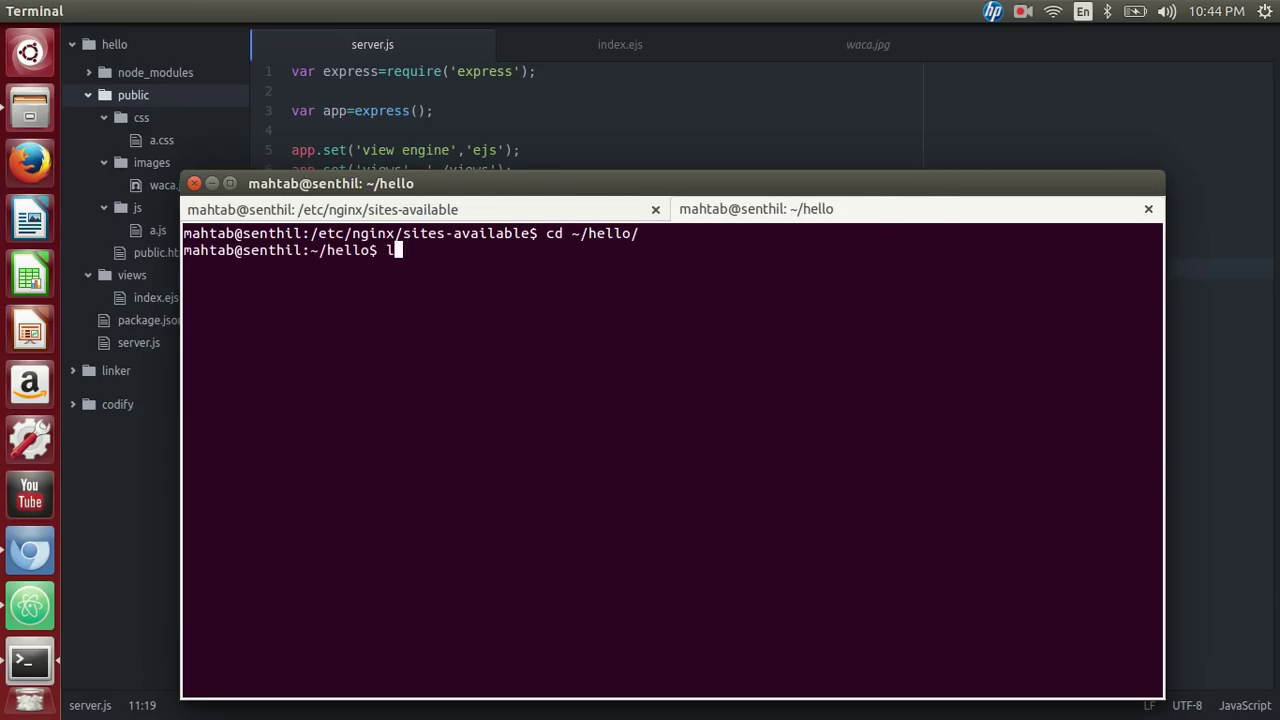 Terminal
En
10:44 PM
hello
node_modules
public
css
a.css
images
waca.
js
a.js
public.ht
views
index.ejs
package.json
server.js
linker
codify
server.js
index.ejs
waca.jpg
1 var express=require('express');
2
3 var app=express();
4
5 app.set('view engine','ejs');
mahtab@senthil: ~/hello
mahtab@senthil: /etc/nginx/sites-available
mahtab@senthil: ~/hello
mahtab@senthil:/etc/nginx/sites-available$ cd ~/hello/
mahtab@senthil:~/hello$ l
hp
a
You
Tube
>_
server.js 11:19
LF UTF-8 JavaScript